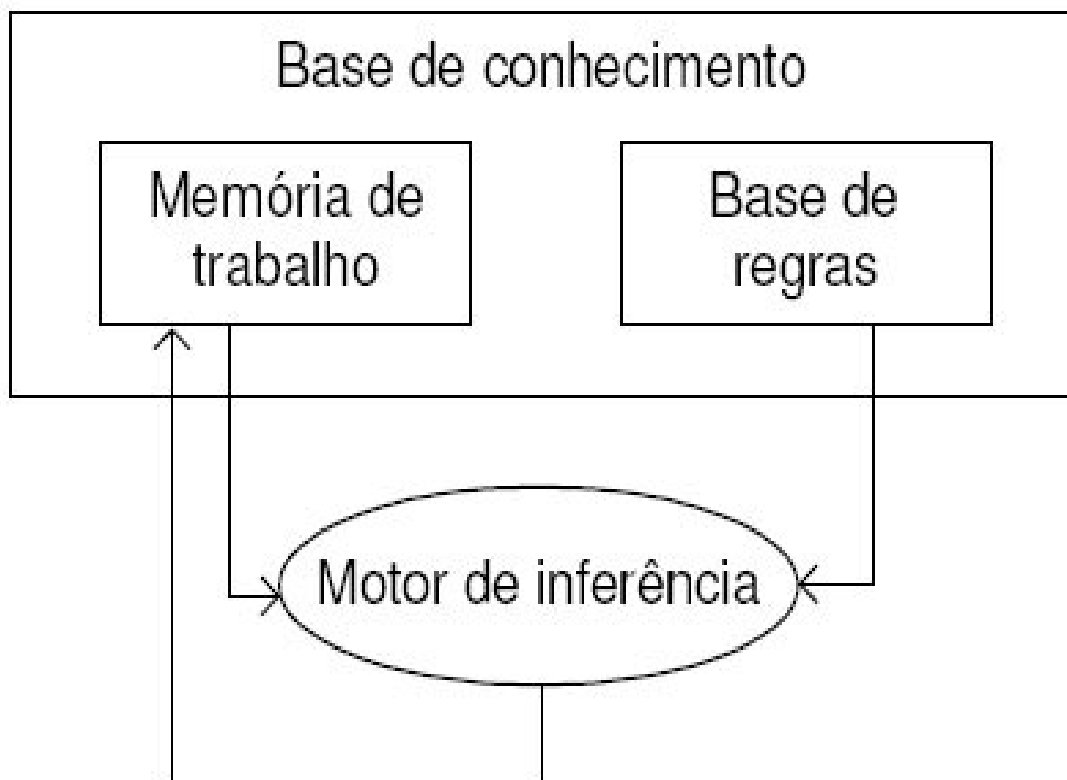 Base de conhecimento
Memória de
trabalho
Base de
regras
Motor de inferência